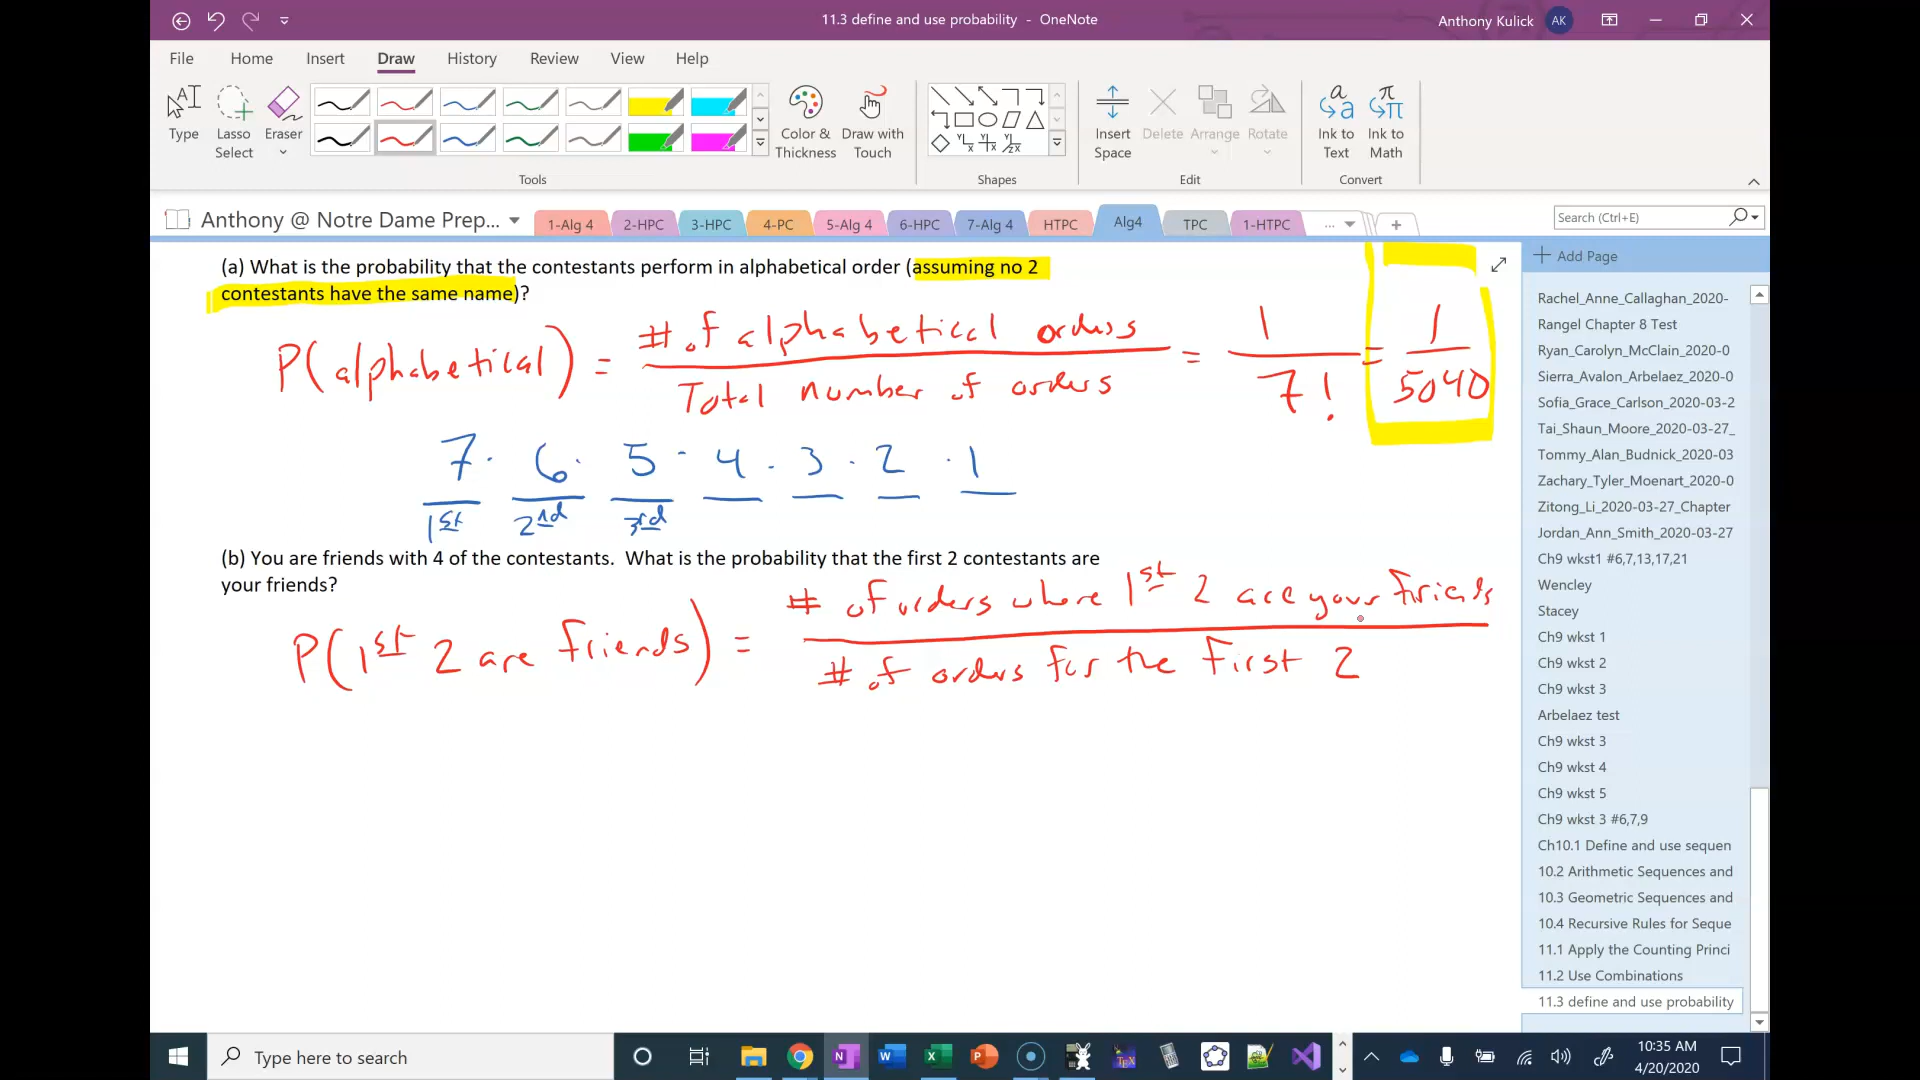 11.3 define and use probability - OneNote
Anthony Kulick AK
File Home Insert Draw History Review View Help
Type
Lasso Select
Eraser
Color & Thickness
Draw with Touch
Insert Space
Delete
Arrange
Rotate
Ink to Text
Ink to Math
Tools Shapes Edit Convert
Anthony @ Notre Dame Prep...
1-Alg 4 2-HPC 3-HPC 4-PC 5-Alg 4 6-HPC 7-Alg 4 HTPC Alg4 TPC 1-HTPC ... +
Search (Ctrl+E)
(a) What is the probability that the contestants perform in alphabetical order (assuming no 2
contestants have the same name)?
P(alphabetical) = # of alphabetical orders / Total number of orders = 1 / 7! = 1 / 5040
7 · 6 · 5 · 4 · 3 · 2 · 1
1st 2nd 3rd
(b) You are friends with 4 of the contestants. What is the probability that the first 2 contestants are
your friends?
P(1st 2 are friends) = # of orders where 1st 2 are your friends / # of orders for the first 2
Add Page
Rachel_Anne_Callaghan_2020-
Rangel Chapter 8 Test
Ryan_Carolyn_McClain_2020-0
Sierra_Avalon_Arbelaez_2020-0
Sofia_Grace_Carlson_2020-03-2
Tai_Shaun_Moore_2020-03-27_
Tommy_Alan_Budnick_2020-03
Zachary_Tyler_Moenart_2020-0
Zitong_Li_2020-03-27_Chapter
Jordan_Ann_Smith_2020-03-27
Ch9 wkst1 #6,7,13,17,21
Wencley
Stacey
Ch9 wkst 1
Ch9 wkst 2
Ch9 wkst 3
Arbelaez test
Ch9 wkst 3
Ch9 wkst 4
Ch9 wkst 5
Ch9 wkst 3 #6,7,9
Ch10.1 Define and use sequen
10.2 Arithmetic Sequences and
10.3 Geometric Sequences and
10.4 Recursive Rules for Seque
11.1 Apply the Counting Princi
11.2 Use Combinations
11.3 define and use probability
Type here to search
10:35 AM
4/20/2020